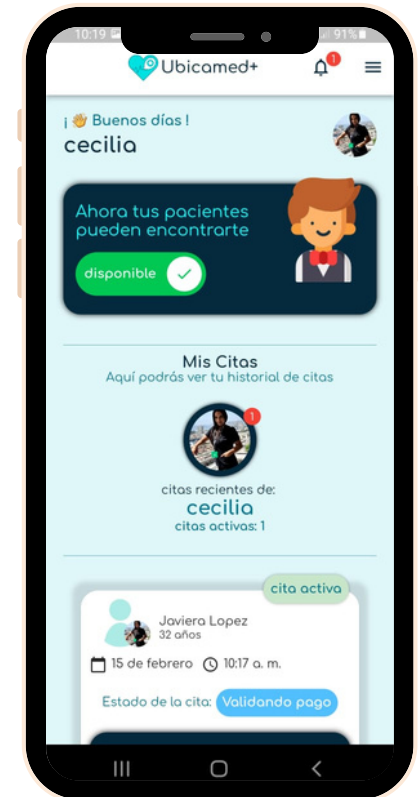 10:19
91%
Ubicamed+
1
¡ 👋 Buenos días !
cecilia
Ahora tus pacientes
pueden encontrarte
disponible
Mis Citas
Aquí podrás ver tu historial de citas
1
citas recientes de:
cecilia
citas activas: 1
cita activa
Javiera Lopez
32 años
15 de febrero 10:17 a. m.
Estado de la cita: Validando pago